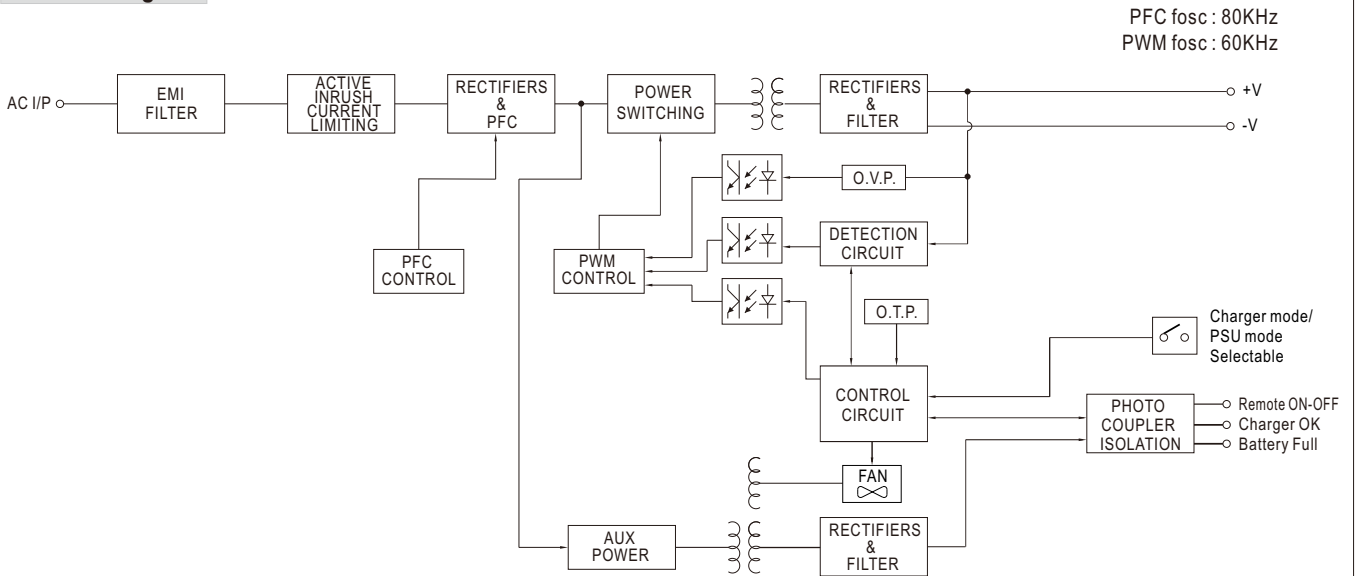 PFC fosc : 80KHz
PWM fosc : 60KHz
AC I/P
EMI
FILTER
ACTIVE
INRUSH
CURRENT
LIMITING
RECTIFIERS
&
PFC
POWER
SWITCHING
RECTIFIERS
&
FILTER
+V
-V
O.V.P.
PFC
CONTROL
PWM
CONTROL
DETECTION
CIRCUIT
O.T.P.
Charger mode/
PSU mode
Selectable
CONTROL
CIRCUIT
PHOTO
COUPLER
ISOLATION
Remote ON-OFF
Charger OK
Battery Full
FAN
AUX
POWER
RECTIFIERS
&
FILTER